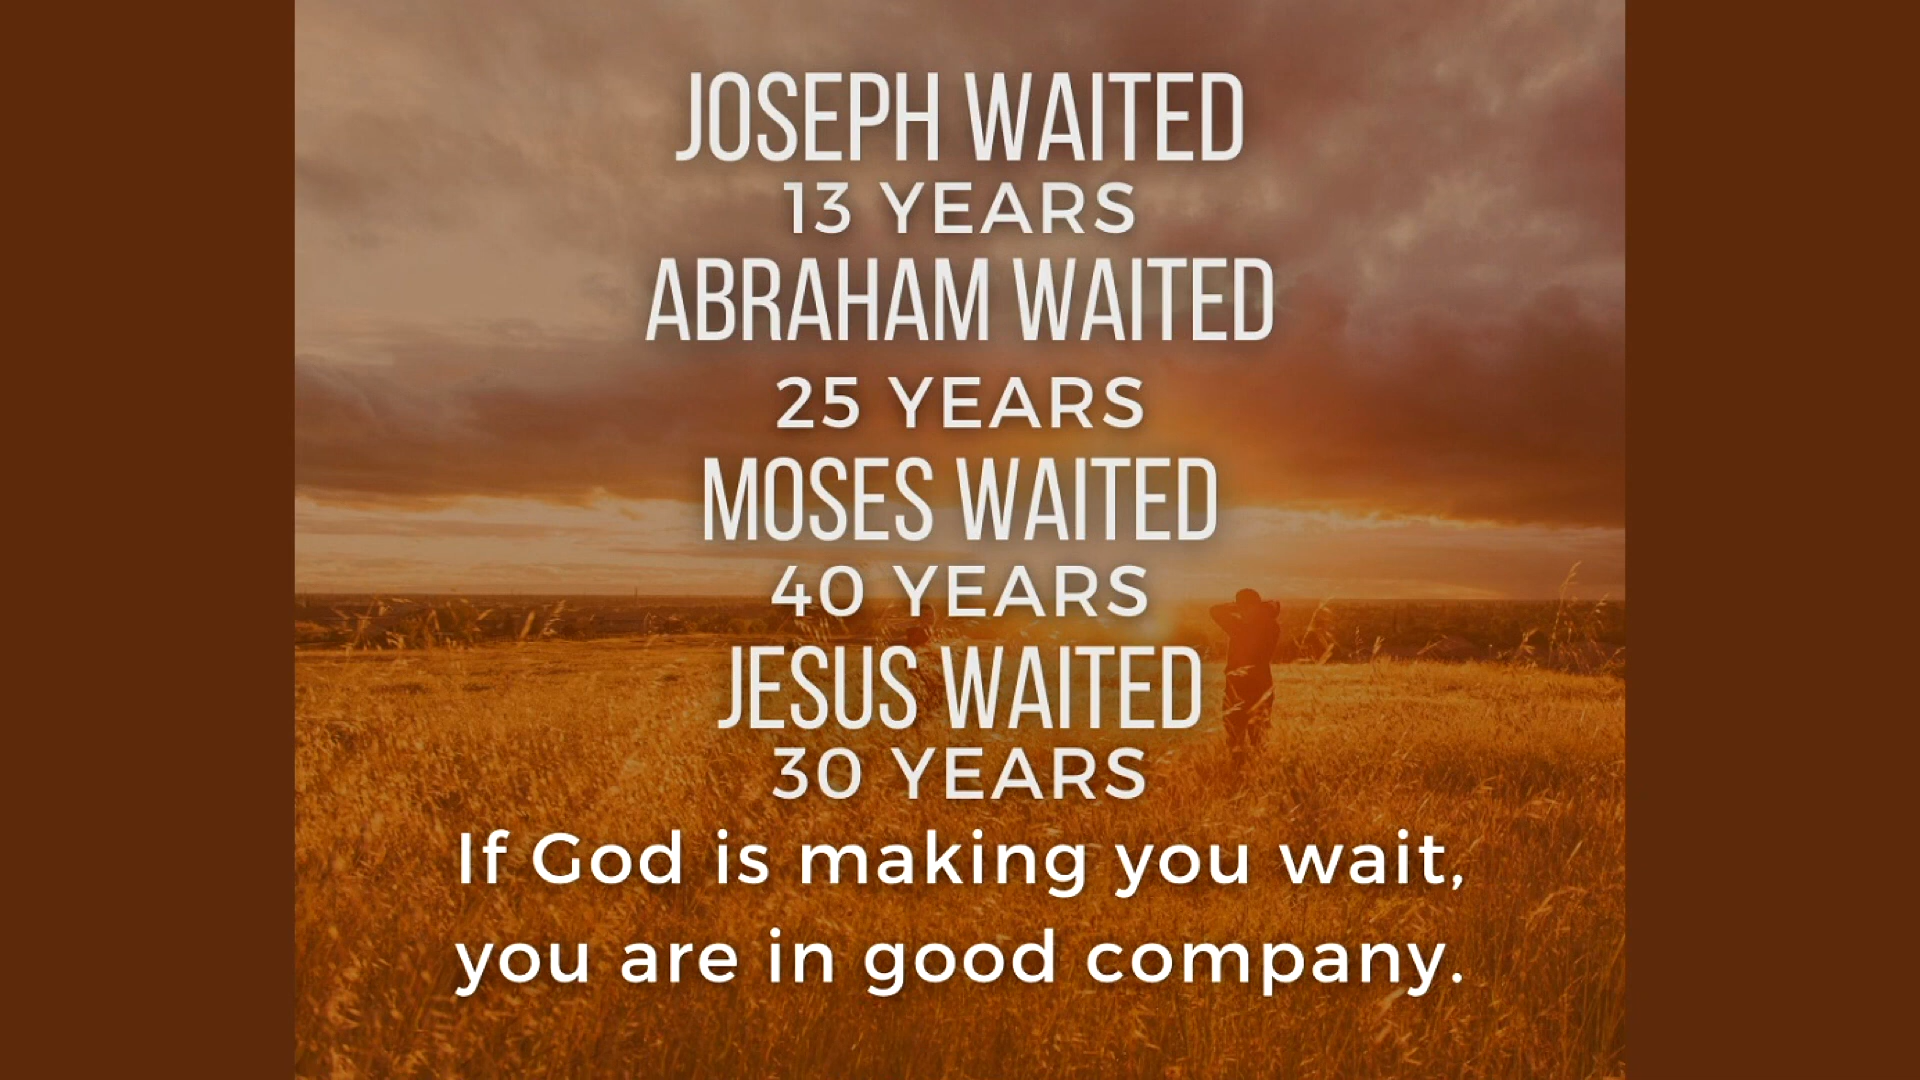 JOSEPH WAITED
13 YEARS
ABRAHAM WAITED
25 YEARS
MOSES WAITED
40 YEARS
JESUS WAITED
30 YEARS
If God is making you wait,
you are in good company.